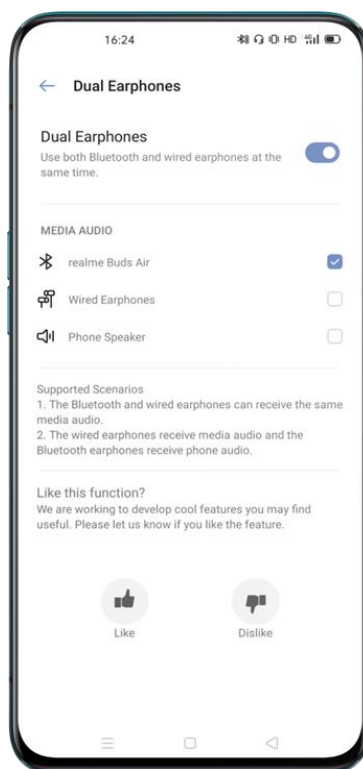 16:24
HD 4G
Dual Earphones
Dual Earphones
Use both Bluetooth and wired earphones at the
same time.
MEDIA AUDIO
realme Buds Air
Wired Earphones
Phone Speaker
Supported Scenarios
1. The Bluetooth and wired earphones can receive the same
media audio.
2. The wired earphones receive media audio and the
Bluetooth earphones receive phone audio.
Like this function?
We are working to develop cool features you may find
useful. Please let us know if you like the feature.
Like
Dislike